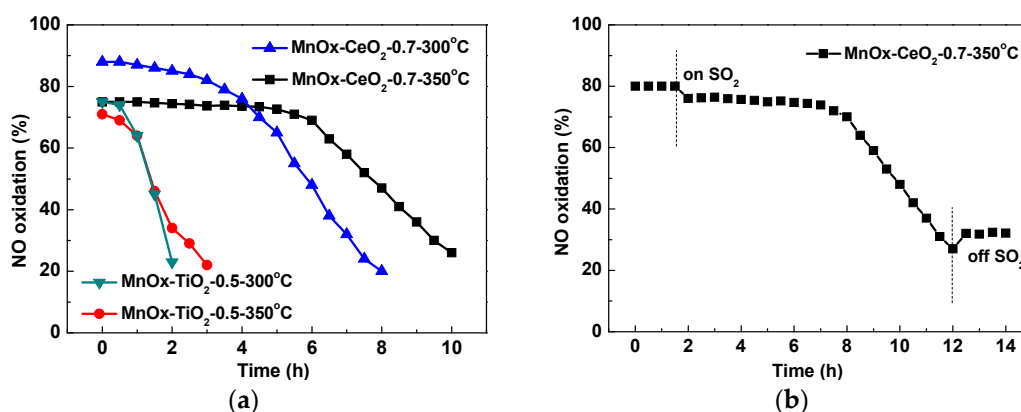 100
80
60
40
20
0
NO oxidation (%)
MnOx-CeO₂-0.7-300°C
MnOx-CeO₂-0.7-350°C
MnOx-TiO₂-0.5-300°C
MnOx-TiO₂-0.5-350°C
0 2 4 6 8 10
Time (h)
(a)
100
80
60
40
20
0
NO oxidation (%)
MnOx-CeO₂-0.7-350°C
on SO₂
off SO₂
0 2 4 6 8 10 12 14
Time (h)
(b)